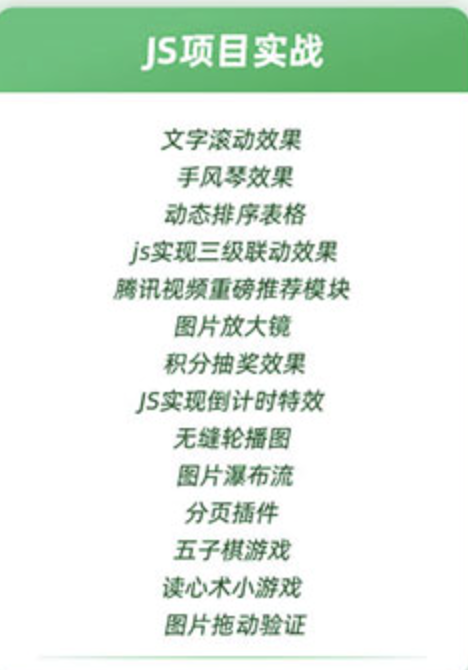 JS项目实战
文字滚动效果
手风琴效果
动态排序表格
js实现三级联动效果
腾讯视频重磅推荐模块
图片放大镜
积分抽奖效果
JS实现倒计时特效
无缝轮播图
图片瀑布流
分页插件
五子棋游戏
读心术小游戏
图片拖动验证